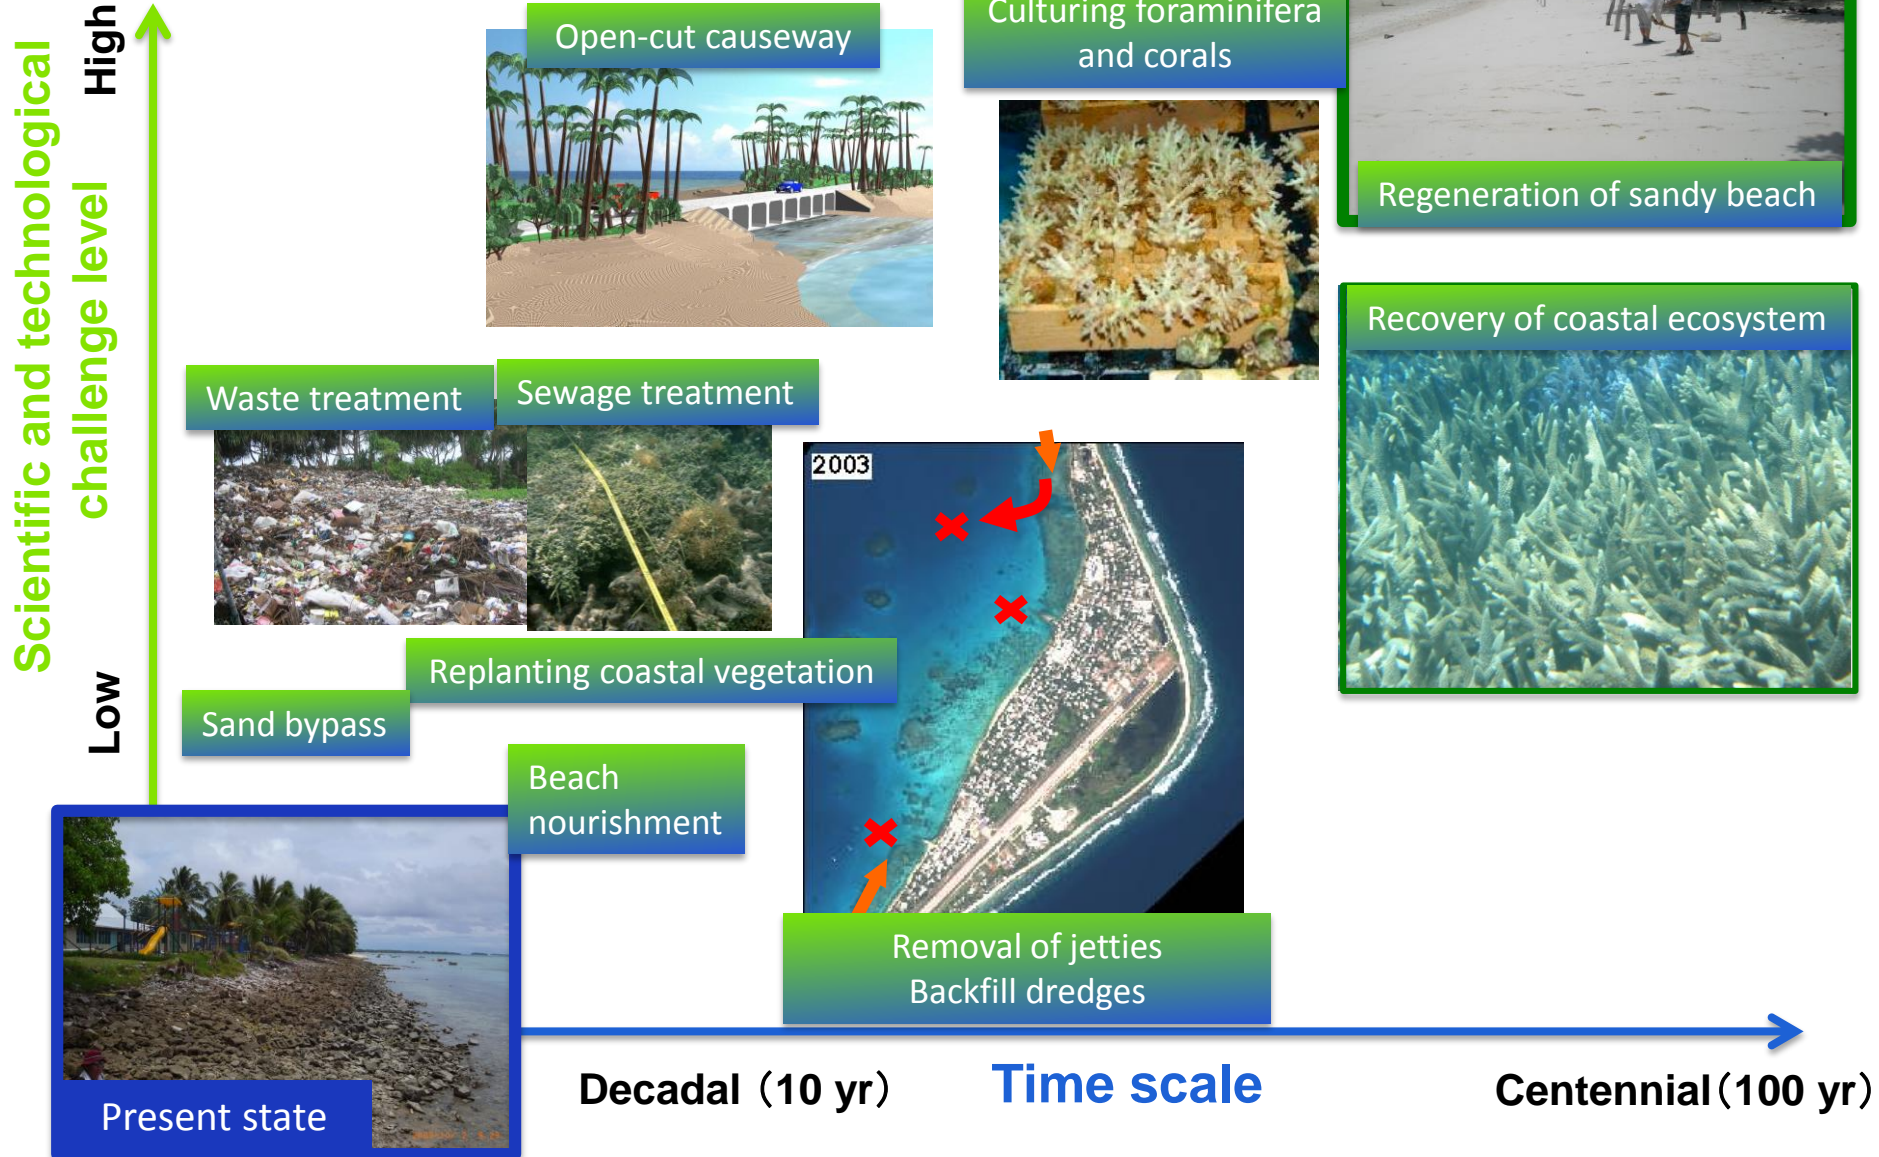 Scientific and technological
challenge level
High
Low
Open-cut causeway
Culturing foraminifera
and corals
Regeneration of sandy beach
Recovery of coastal ecosystem
Waste treatment
Sewage treatment
2003
Replanting coastal vegetation
Sand bypass
Beach
nourishment
Removal of jetties
Backfill dredges
Present state
Decadal（10 yr）
Time scale
Centennial（100 yr）